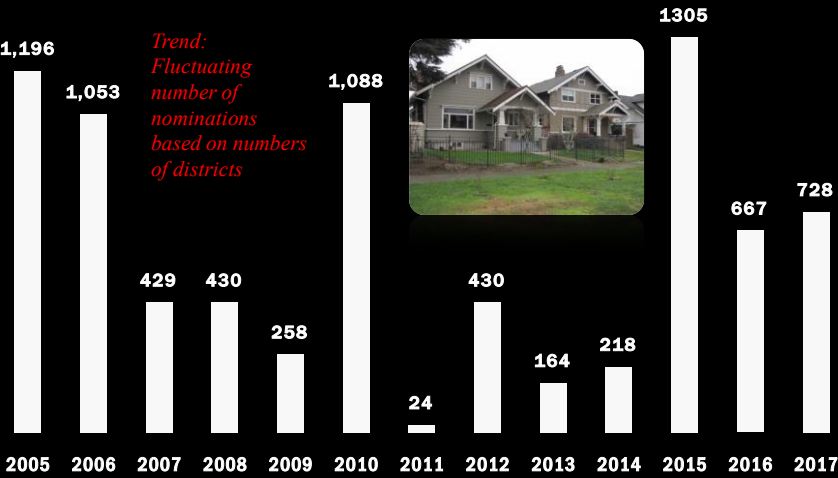 1305
1,196
Trend:
Fluctuating
number of
nominations
based on numbers
of districts
1,053
1,088
728
667
429
430
430
258
218
164
24
2005 2006 2007 2008 2009 2010 2011 2012 2013 2014 2015 2016 2017